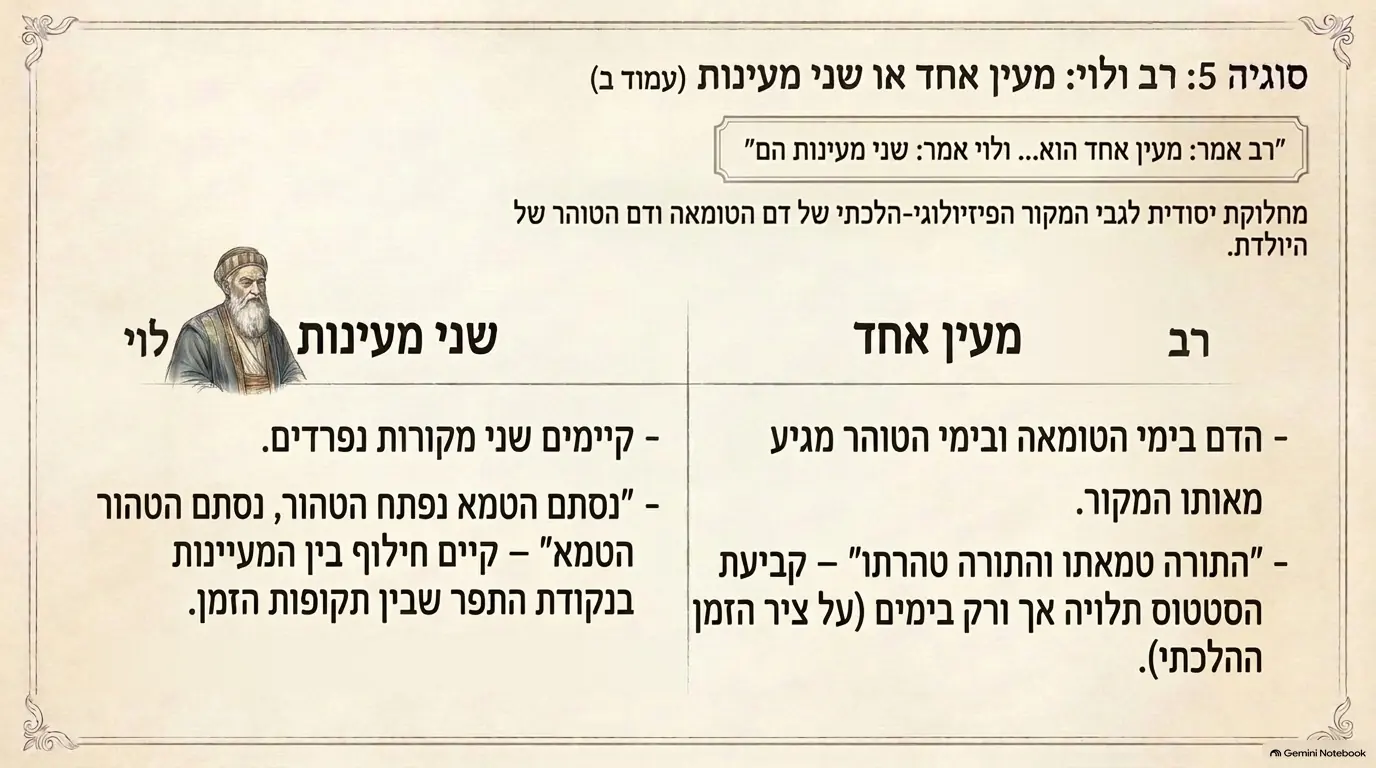 סוגיה 5: רב ולוי: מעין אחד או שני מעינות (עמוד ב)
"רב אמר: מעין אחד הוא... ולוי אמר: שני מעינות הם"
מחלוקת יסודית לגבי המקור הפיזיולוגי-הלכתי של דם הטומאה ודם הטוהר של
היולדת.
רב
מעין אחד
- הדם בימי הטומאה ובימי הטוהר מגיע
מאותו המקור.
- "התורה טמאתו והתורה טהרתו" – קביעת
הסטטוס תלויה אך ורק בימים (על ציר הזמן
ההלכתי).
שני מעינות
לוי
- קיימים שני מקורות נפרדים.
- "נסתם הטמא נפתח הטהור, נסתם הטהור
הטמא" – קיים חילוף בין המעיינות
בנקודת התפר שבין תקופות הזמן.
Gemini Notebook